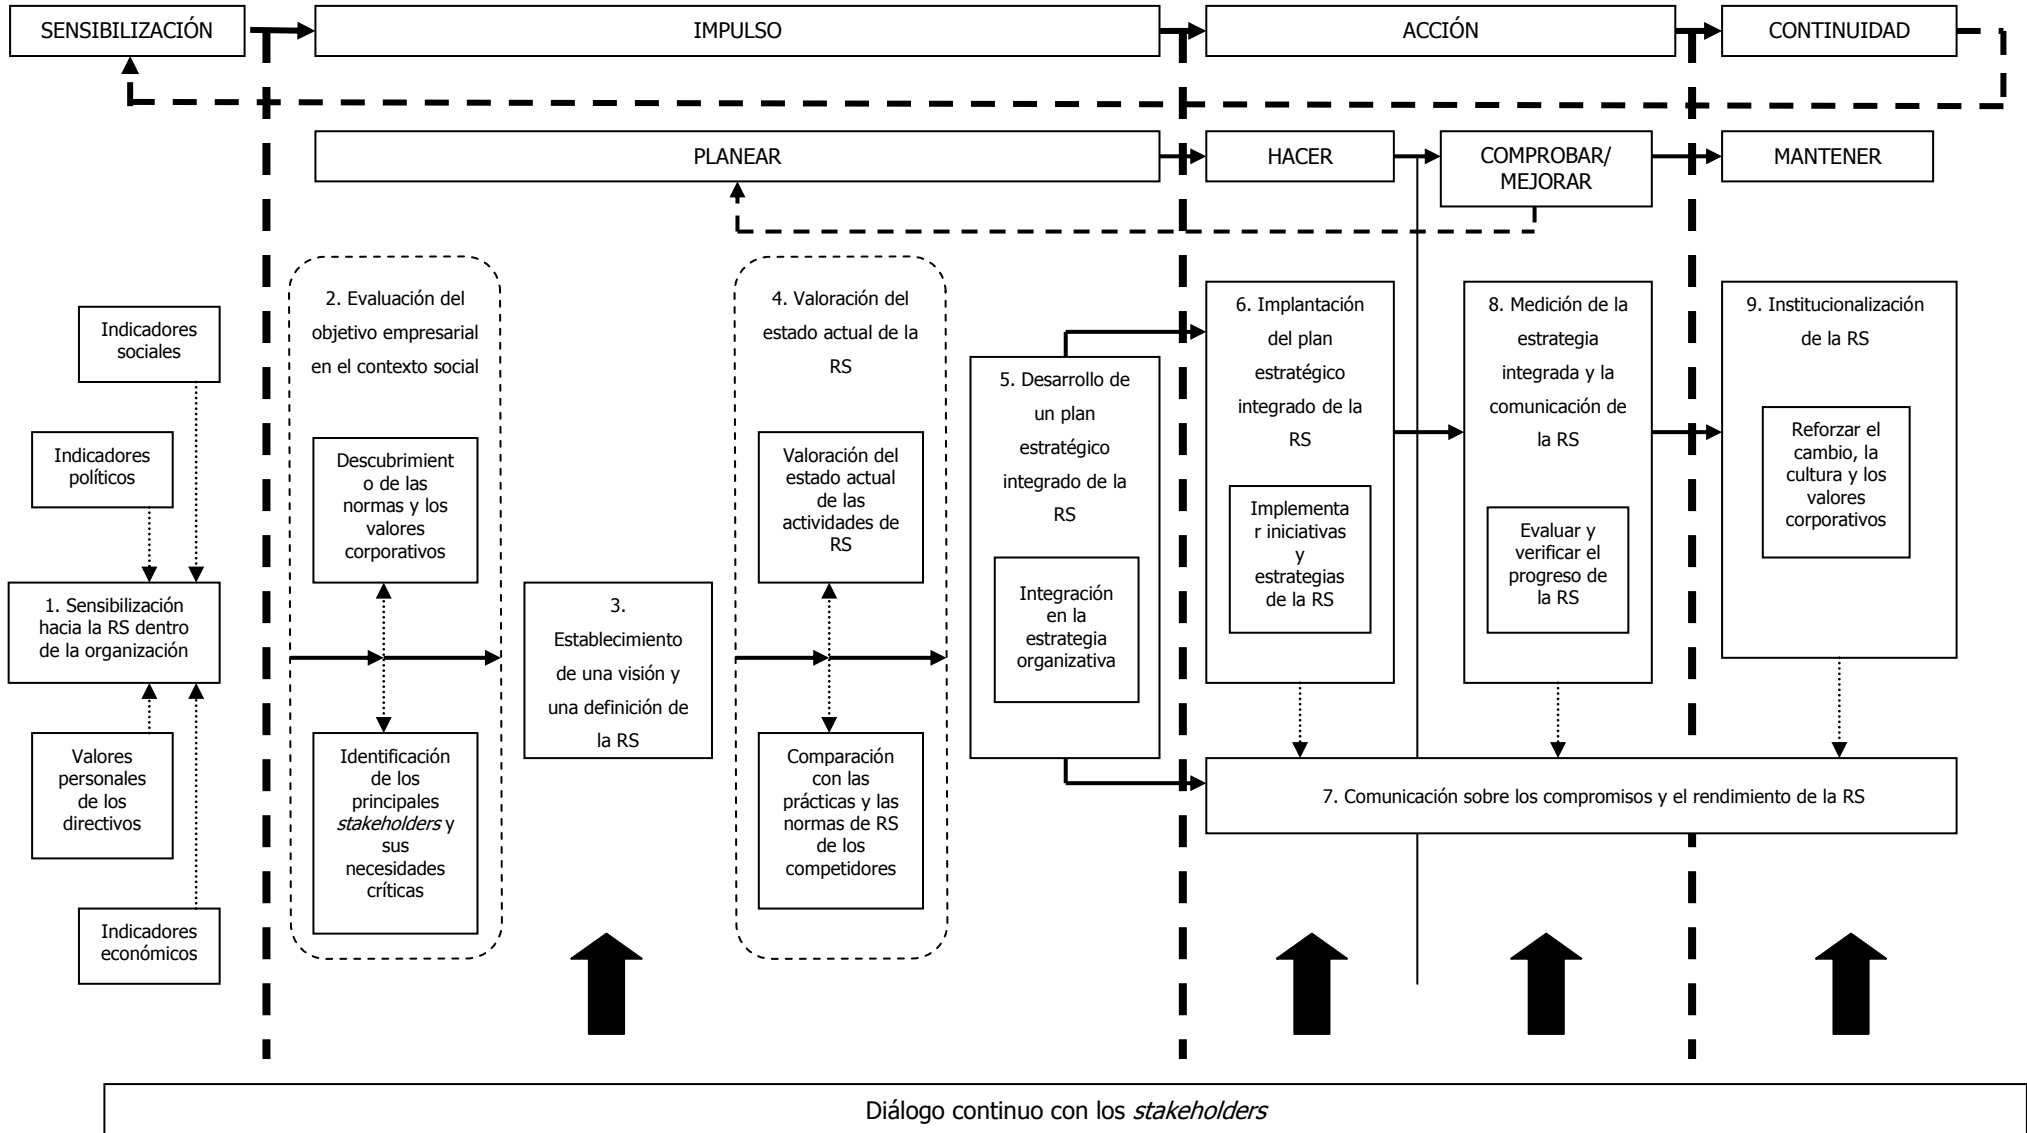 SENSIBILIZACIÓN
IMPULSO
ACCIÓN
CONTINUIDAD
PLANEAR
HACER
COMPROBAR/
MEJORAR
MANTENER
Indicadores
sociales
Indicadores
políticos
1. Sensibilización
hacia la RS dentro
de la organización
Valores
personales
de los
directivos
Indicadores
económicos
2. Evaluación del
objetivo empresarial
en el contexto social
Descubrimient
o de las
normas y los
valores
corporativos
Identificación
de los
principales
stakeholders y
sus
necesidades
críticas
3.
Establecimiento
de una visión y
una definición de
la RS
4. Valoración del
estado actual de la
RS
Valoración del
estado actual
de las
actividades de
RS
Comparación
con las
prácticas y las
normas de RS
de los
competidores
5. Desarrollo de
un plan
estratégico
integrado de la
RS
Integración
en la
estrategia
organizativa
6. Implantación
del plan
estratégico
integrado de la
RS
Implementa
r iniciativas
y
estrategias
de la RS
8. Medición de la
estrategia
integrada y la
comunicación de
la RS
Evaluar y
verificar el
progreso de
la RS
9. Institucionalización
de la RS
Reforzar el
cambio, la
cultura y los
valores
corporativos
7. Comunicación sobre los compromisos y el rendimiento de la RS
Diálogo continuo con los stakeholders